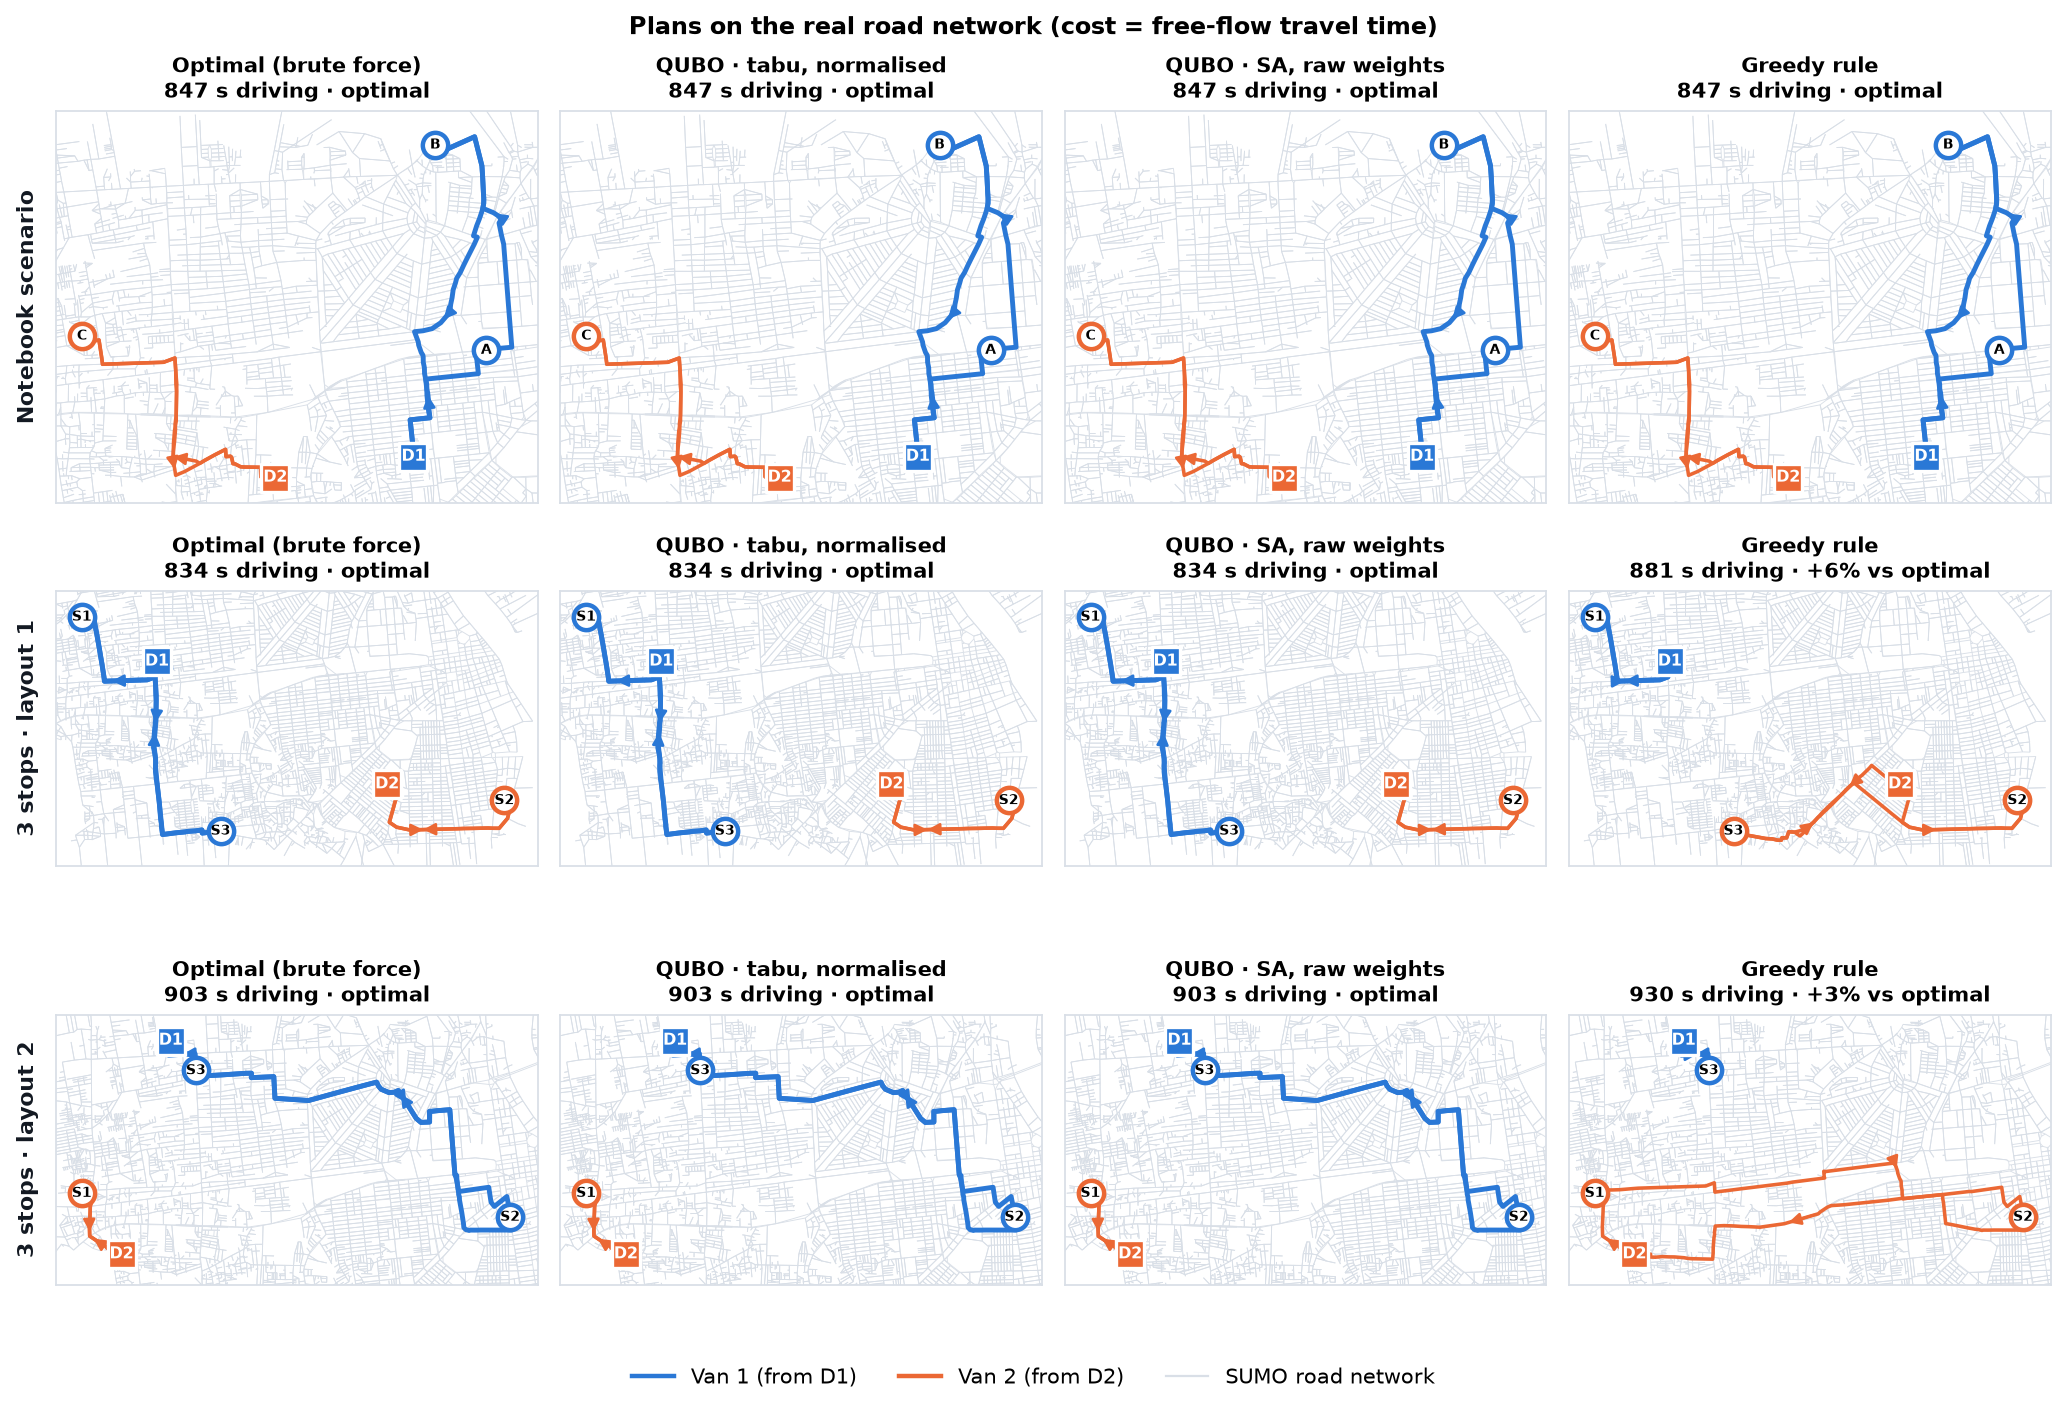 Plans on the real road network (cost = free-flow travel time)
Optimal (brute force)
847 s driving · optimal
QUBO · tabu, normalised
847 s driving · optimal
QUBO · SA, raw weights
847 s driving · optimal
Greedy rule
847 s driving · optimal
Notebook scenario
B
C
A
D1
D2
B
C
A
D1
D2
B
C
A
D1
D2
B
C
A
D1
D2
Optimal (brute force)
834 s driving · optimal
QUBO · tabu, normalised
834 s driving · optimal
QUBO · SA, raw weights
834 s driving · optimal
Greedy rule
881 s driving · +6% vs optimal
3 stops · layout 1
S1
D1
D2
S2
S3
S1
D1
D2
S2
S3
S1
D1
D2
S2
S3
S1
D1
D2
S2
S3
Optimal (brute force)
903 s driving · optimal
QUBO · tabu, normalised
903 s driving · optimal
QUBO · SA, raw weights
903 s driving · optimal
Greedy rule
930 s driving · +3% vs optimal
3 stops · layout 2
D1
S3
S1
S2
D2
D1
S3
S1
S2
D2
D1
S3
S1
S2
D2
D1
S3
S1
S2
D2
Van 1 (from D1)
Van 2 (from D2)
SUMO road network